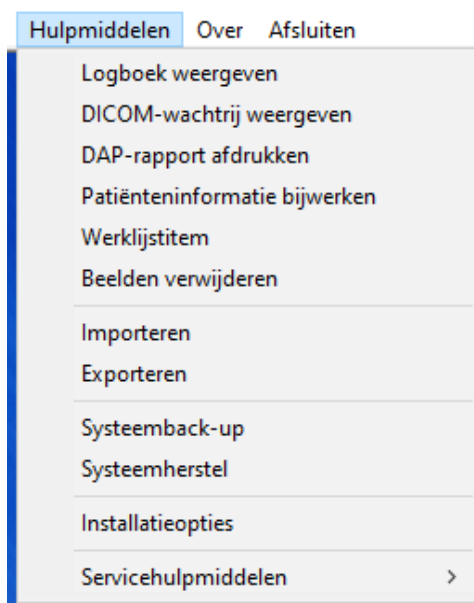 Hulpmiddelen Over Afsluiten
Logboek weergeven
DICOM-wachtrij weergeven
DAP-rapport afdrukken
Patiënteninformatie bijwerken
Werklijstitem
Beelden verwijderen
Importeren
Exporteren
Systeemback-up
Systeemherstel
Installatieopties
Servicehulpmiddelen